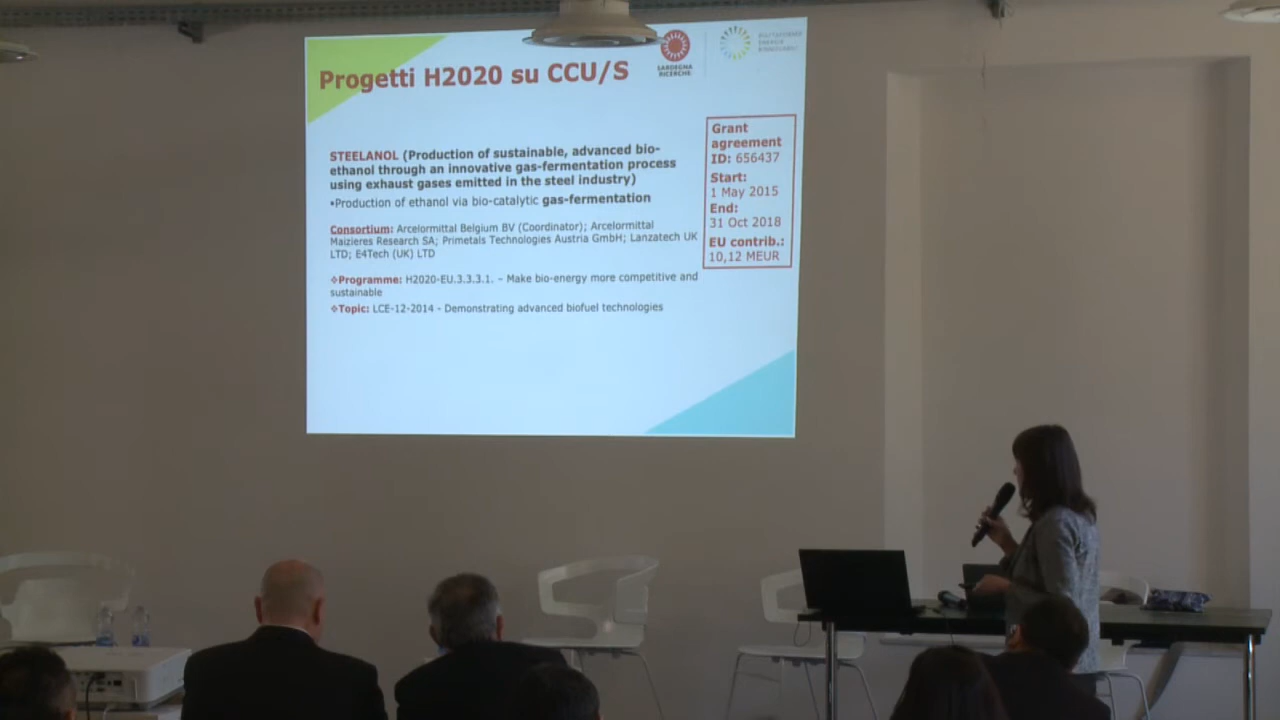 Progetti H2020 su CCU/S
SARDEGNA
RICERCHE
STEELANOL (Production of sustainable, advanced bio-
ethanol through an innovative gas-fermentation process
using exhaust gases emitted in the steel industry)
•Production of ethanol via bio-catalytic gas-fermentation
Consortium: Arcelormittal Belgium BV (Coordinator); Arcelormittal
Maizieres Research SA; Primetals Technologies Austria GmbH; Lanzatech UK
LTD; E4Tech (UK) LTD
❖Programme: H2020-EU.3.3.3.1. – Make bio-energy more competitive and
sustainable
❖Topic: LCE-12-2014 - Demonstrating advanced biofuel technologies
Grant
agreement
ID: 656437
Start:
1 May 2015
End:
31 Oct 2018
EU contrib.:
10,12 MEUR